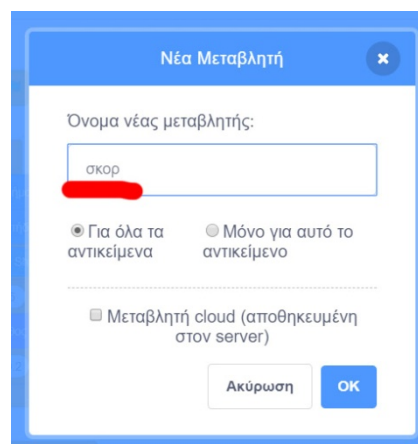 Νέα Μεταβλητή
Όνομα νέας μεταβλητής:
σκορ
Για όλα τα αντικείμενα
Μόνο για αυτό το αντικείμενο
Μεταβλητή cloud (αποθηκευμένη
στον server)
Ακύρωση
OK